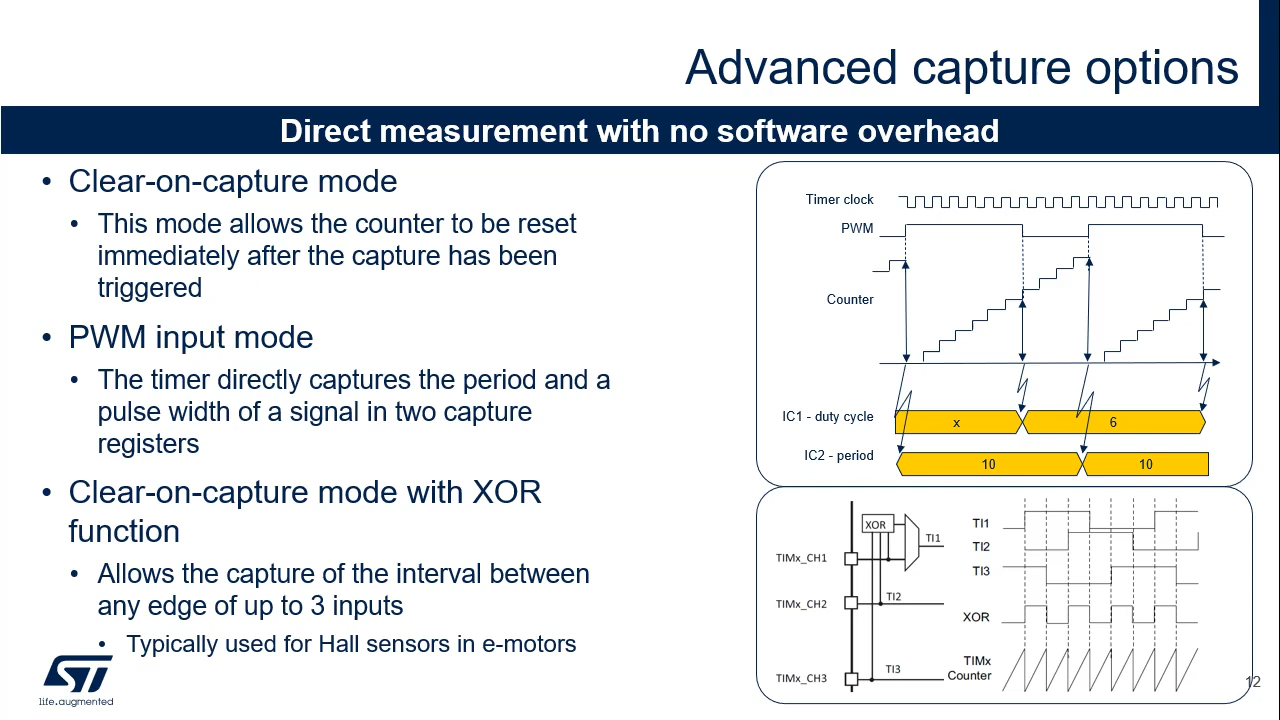 Advanced capture options
Direct measurement with no software overhead
• Clear-on-capture mode
• This mode allows the counter to be reset
immediately after the capture has been
triggered
• PWM input mode
• The timer directly captures the period and a
pulse width of a signal in two capture
registers
• Clear-on-capture mode with XOR
function
• Allows the capture of the interval between
any edge of up to 3 inputs
• Typically used for Hall sensors in e-motors
Timer clock
PWM
Counter
IC1 - duty cycle
x
6
IC2 - period
10
10
XOR
TI1
TIMx_CH1
TI2
TIMx_CH2
TI3
TIMx_CH3
TI1
TI2
TI3
XOR
TIMx
Counter
ST
life.augmented
12